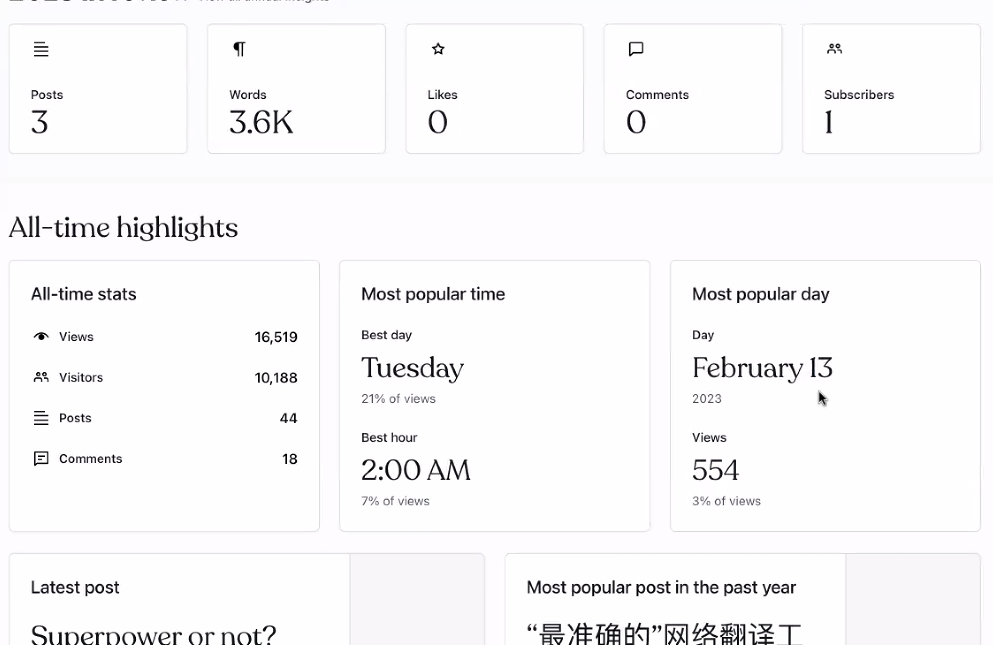 Posts
3
Words
3.6K
Likes
0
Comments
0
Subscribers
1
All-time highlights
All-time stats
Views 16,519
Visitors 10,188
Posts 44
Comments 18
Most popular time
Best day
Tuesday
21% of views
Best hour
2:00 AM
7% of views
Most popular day
Day
February 13
2023
Views
554
3% of views
Latest post
Superpower or not?
Most popular post in the past year
“最准确的”网络翻译工